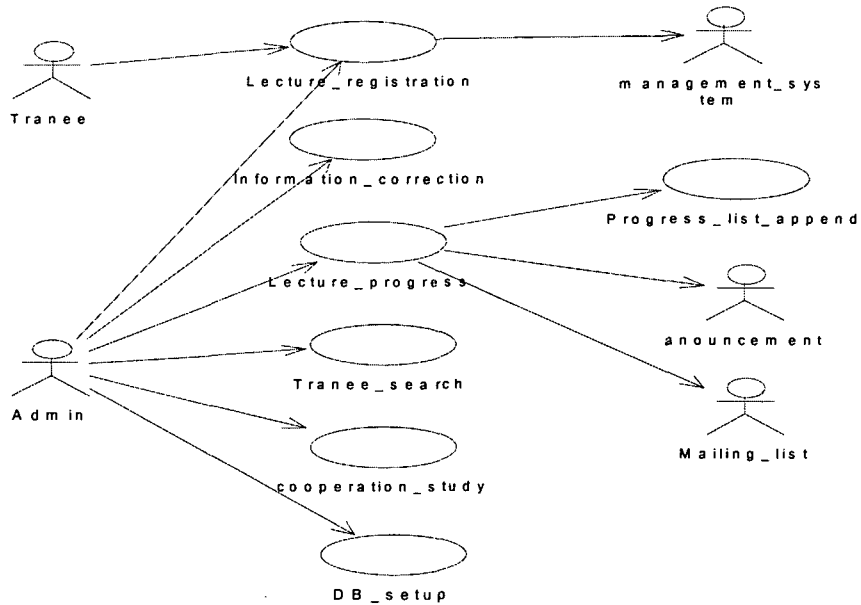 Tranee
Lecture_registration
management_sys
tem
Information_correction
Progress_list_append
Lecture_progress
anouncement
Tranee_search
Admin
Mailing_list
cooperation_study
DB_setup